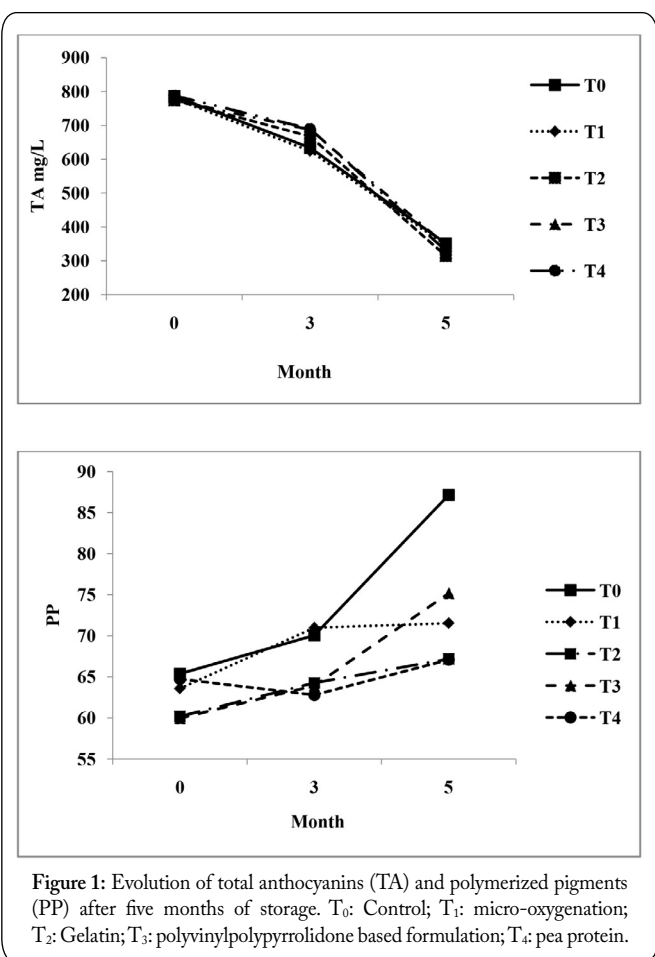 900
800
700
600
500
400
300
200
TA mg/L
0 3 5
Month
T0
T1
T2
T3
T4
90
85
80
75
70
65
60
55
PP
0 3 5
Month
T0
T1
T2
T3
T4
Figure 1: Evolution of total anthocyanins (TA) and polymerized pigments
(PP) after five months of storage. T₀: Control; T₁: micro-oxygenation;
T₂: Gelatin; T₃: polyvinylpolypyrrolidone based formulation; T₄: pea protein.